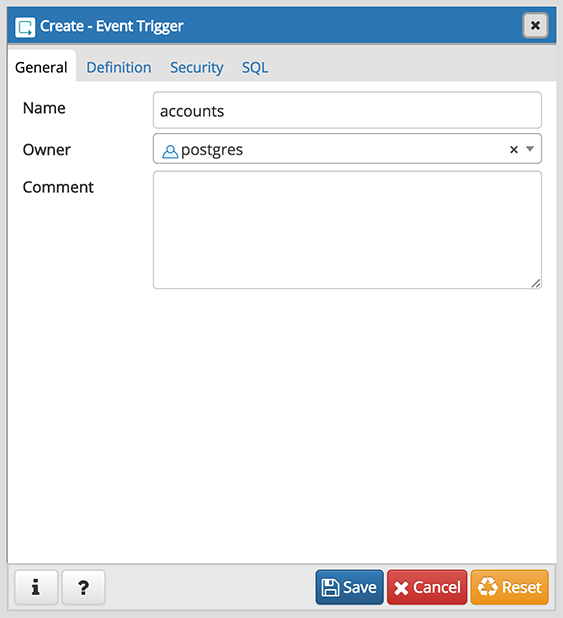 Create - Event Trigger
General Definition Security SQL
Name accounts
Owner postgres
Comment
i ? Save Cancel Reset